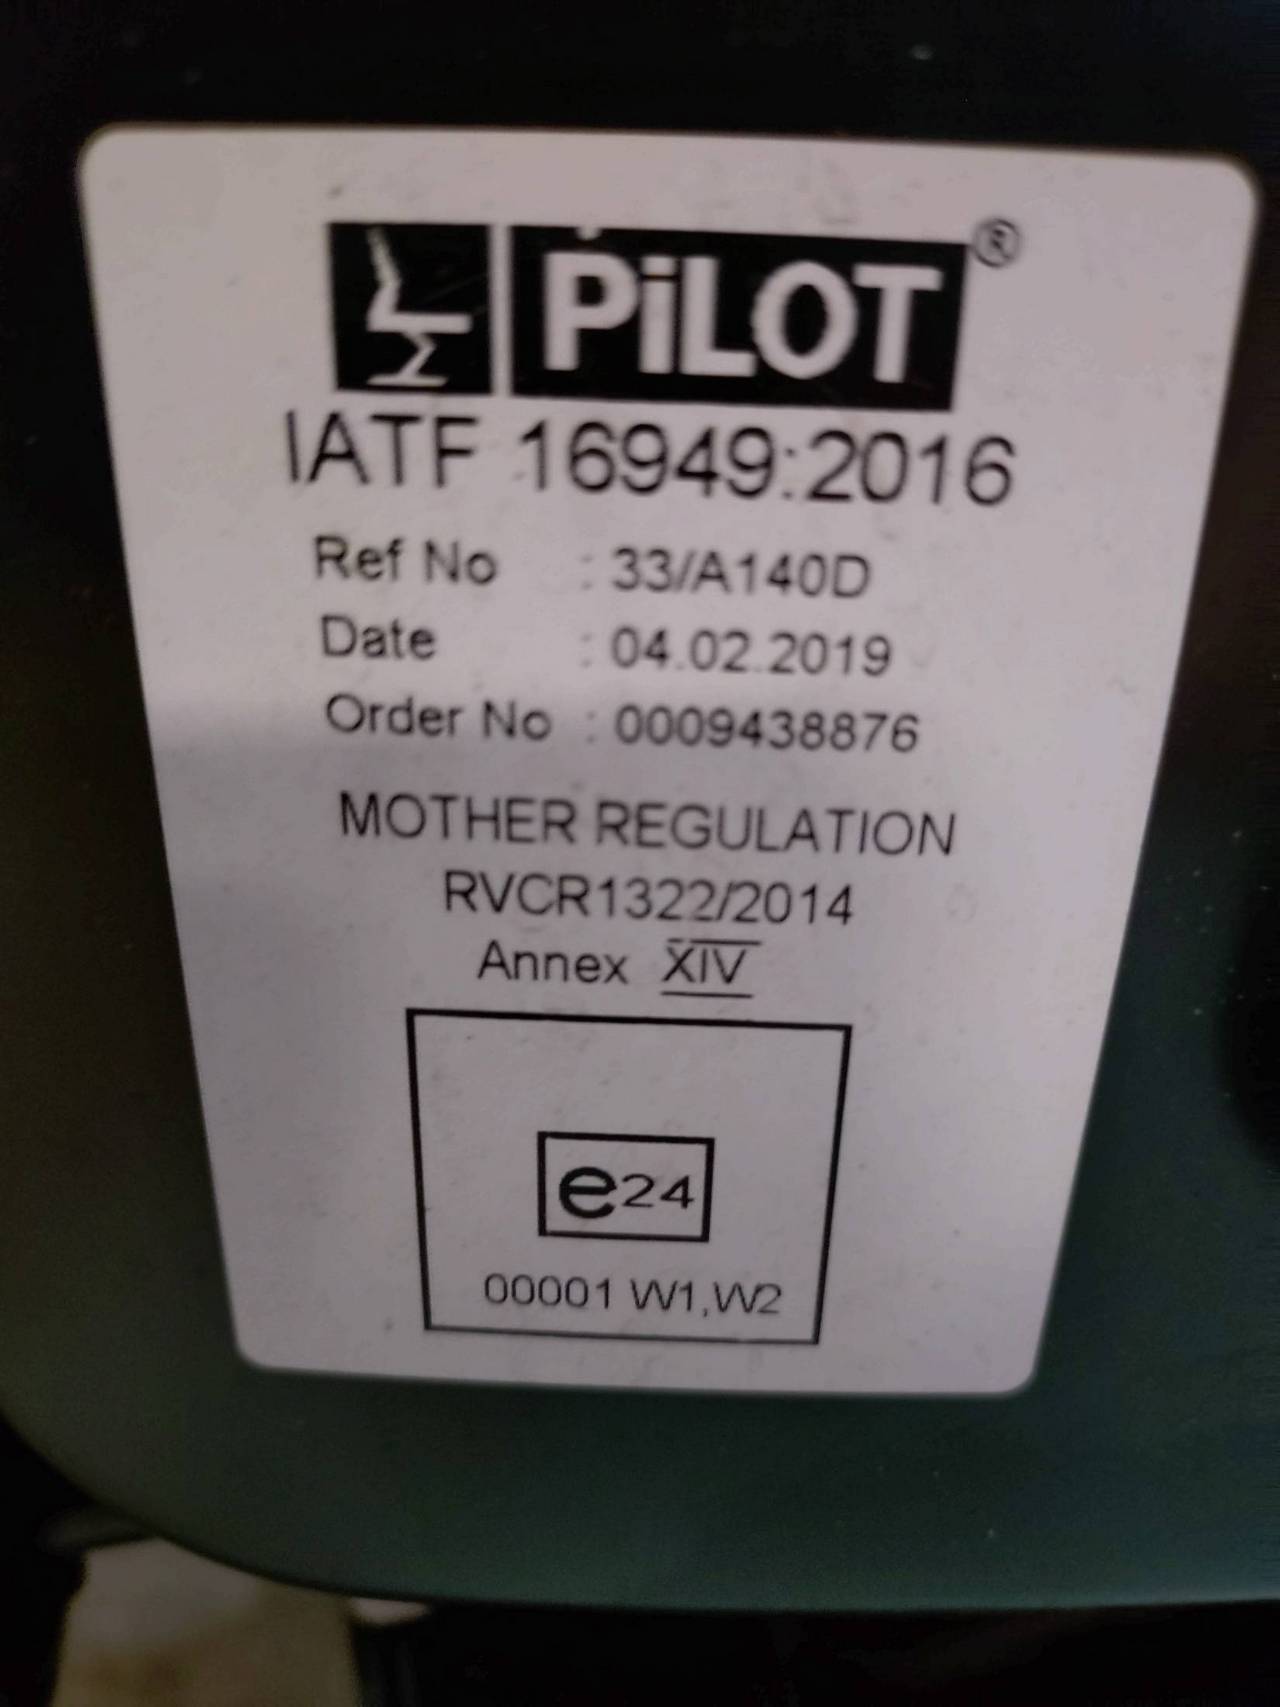 PiLOT®
IATF 16949:2016
Ref No : 33/A140D
Date : 04.02.2019
Order No : 0009438876
MOTHER REGULATION
RVCR1322/2014
Annex XIV
e24
00001 W1,W2